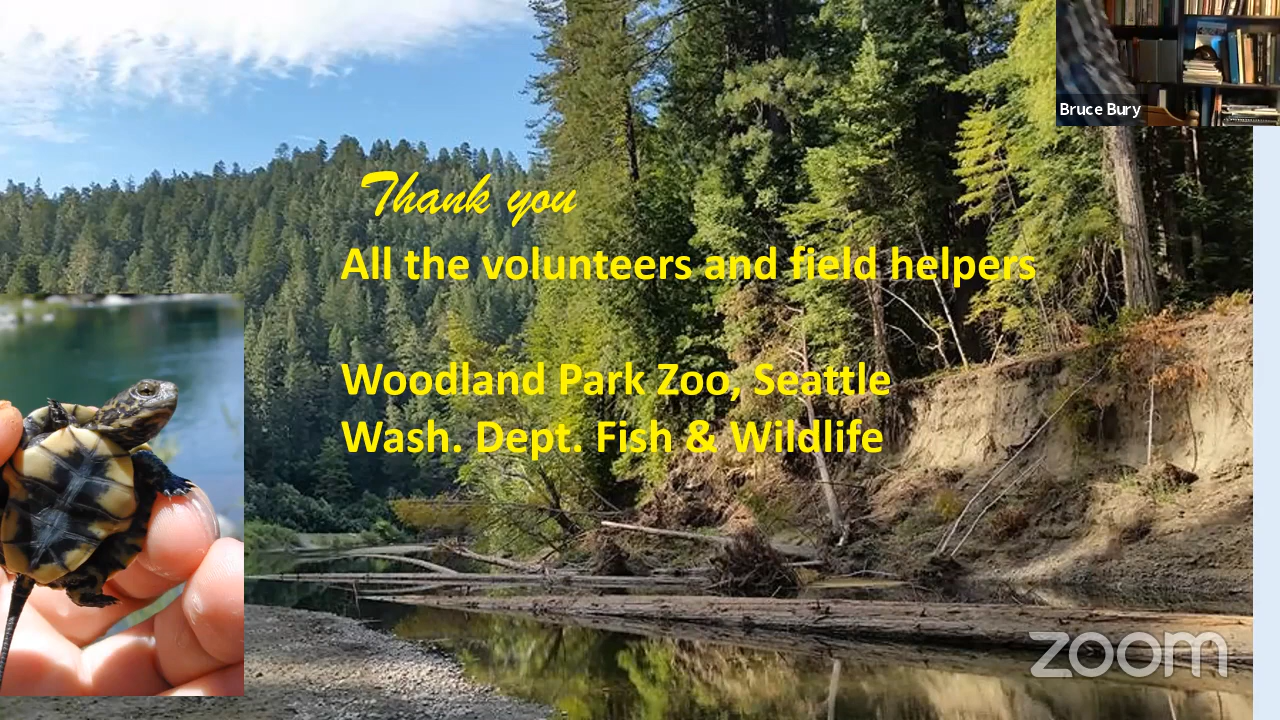 Bruce Bury
Thank you
All the volunteers and field helpers
Woodland Park Zoo, Seattle
Wash. Dept. Fish & Wildlife
zoom